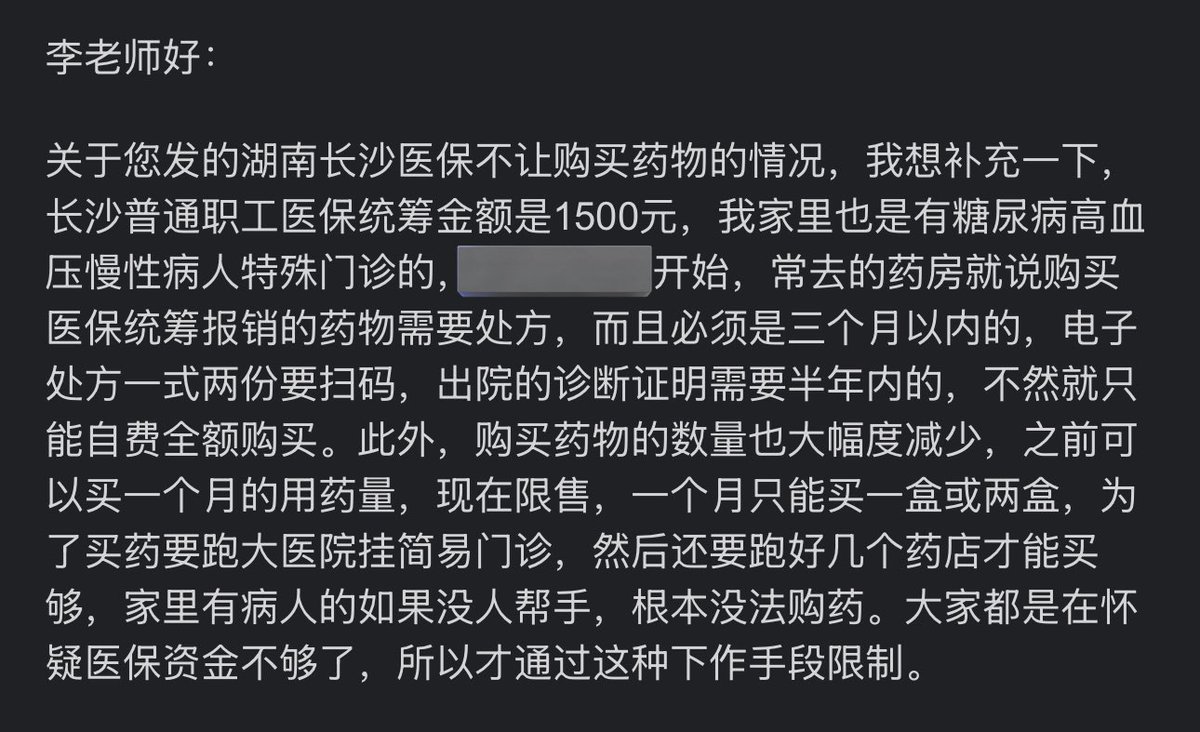 李老师好：
关于您发的湖南长沙医保不让购买药物的情况，我想补充一下，
长沙普通职工医保统筹金额是1500元，我家里也是有糖尿病高血
压慢性病人特殊门诊的，开始，常去的药房就说购买
医保统筹报销的药物需要处方，而且必须是三个月以内的，电子
处方一式两份要扫码，出院的诊断证明需要半年内的，不然就只
能自费全额购买。此外，购买药物的数量也大幅度减少，之前可
以买一个月的用药量，现在限售，一个月只能买一盒或两盒，为
了买药要跑大医院挂简易门诊，然后还要跑好几个药店才能买
够，家里有病人的如果没人帮手，根本没法购药。大家都是在怀
疑医保资金不够了，所以才通过这种下作手段限制。